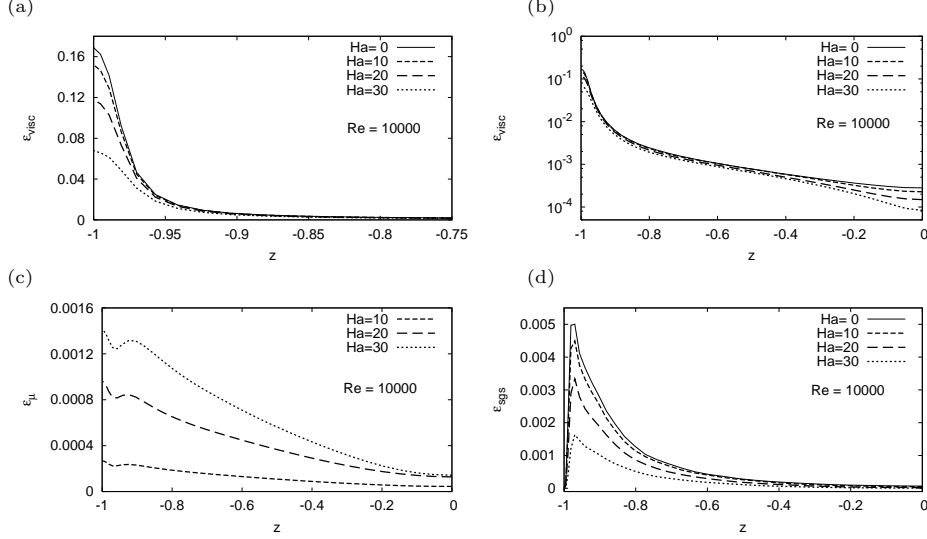 (a)
0.16
0.12
0.08
0.04
0
ε_visc
-1 -0.95 -0.9 -0.85 -0.8 -0.75
z
Ha= 0
Ha=10
Ha=20
Ha=30
Re = 10000
(b)
10^0
10^-1
10^-2
10^-3
10^-4
ε_visc
-1 -0.8 -0.6 -0.4 -0.2 0
z
Ha= 0
Ha=10
Ha=20
Ha=30
Re = 10000
(c)
0.0016
0.0012
0.0008
0.0004
0
ε_μ
-1 -0.8 -0.6 -0.4 -0.2 0
z
Ha=10
Ha=20
Ha=30
Re = 10000
(d)
0.005
0.004
0.003
0.002
0.001
0
ε_sgs
-1 -0.8 -0.6 -0.4 -0.2 0
z
Ha= 0
Ha=10
Ha=20
Ha=30
Re = 10000